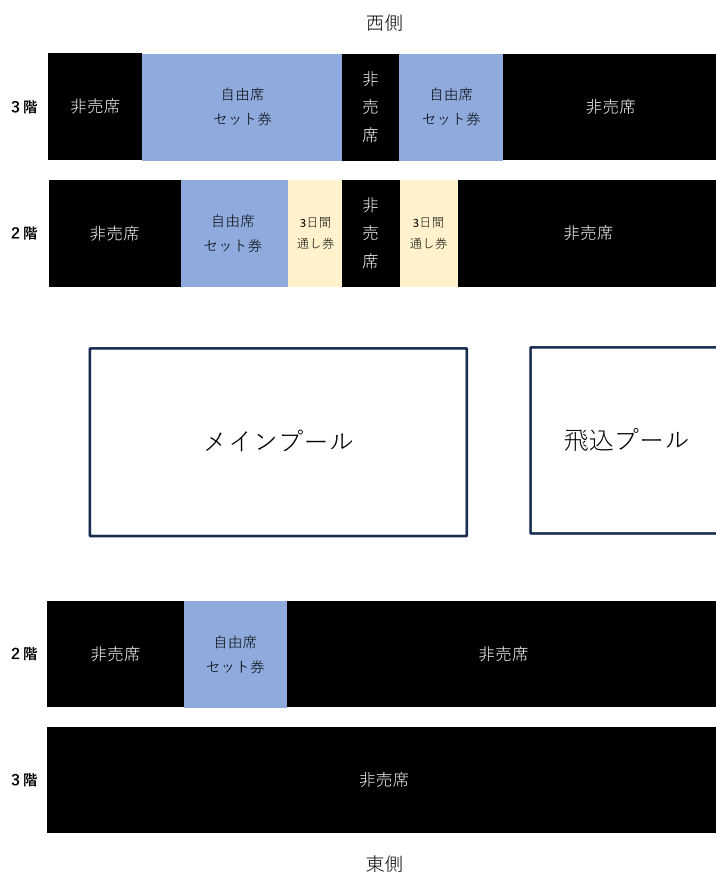 西側
3階
非売席
自由席
セット券
非
売
席
自由席
セット券
非売席
2階
非売席
自由席
セット券
3日間
通し券
非
売
席
3日間
通し券
非売席
メインプール
飛込プール
2階
非売席
自由席
セット券
非売席
3階
非売席
東側